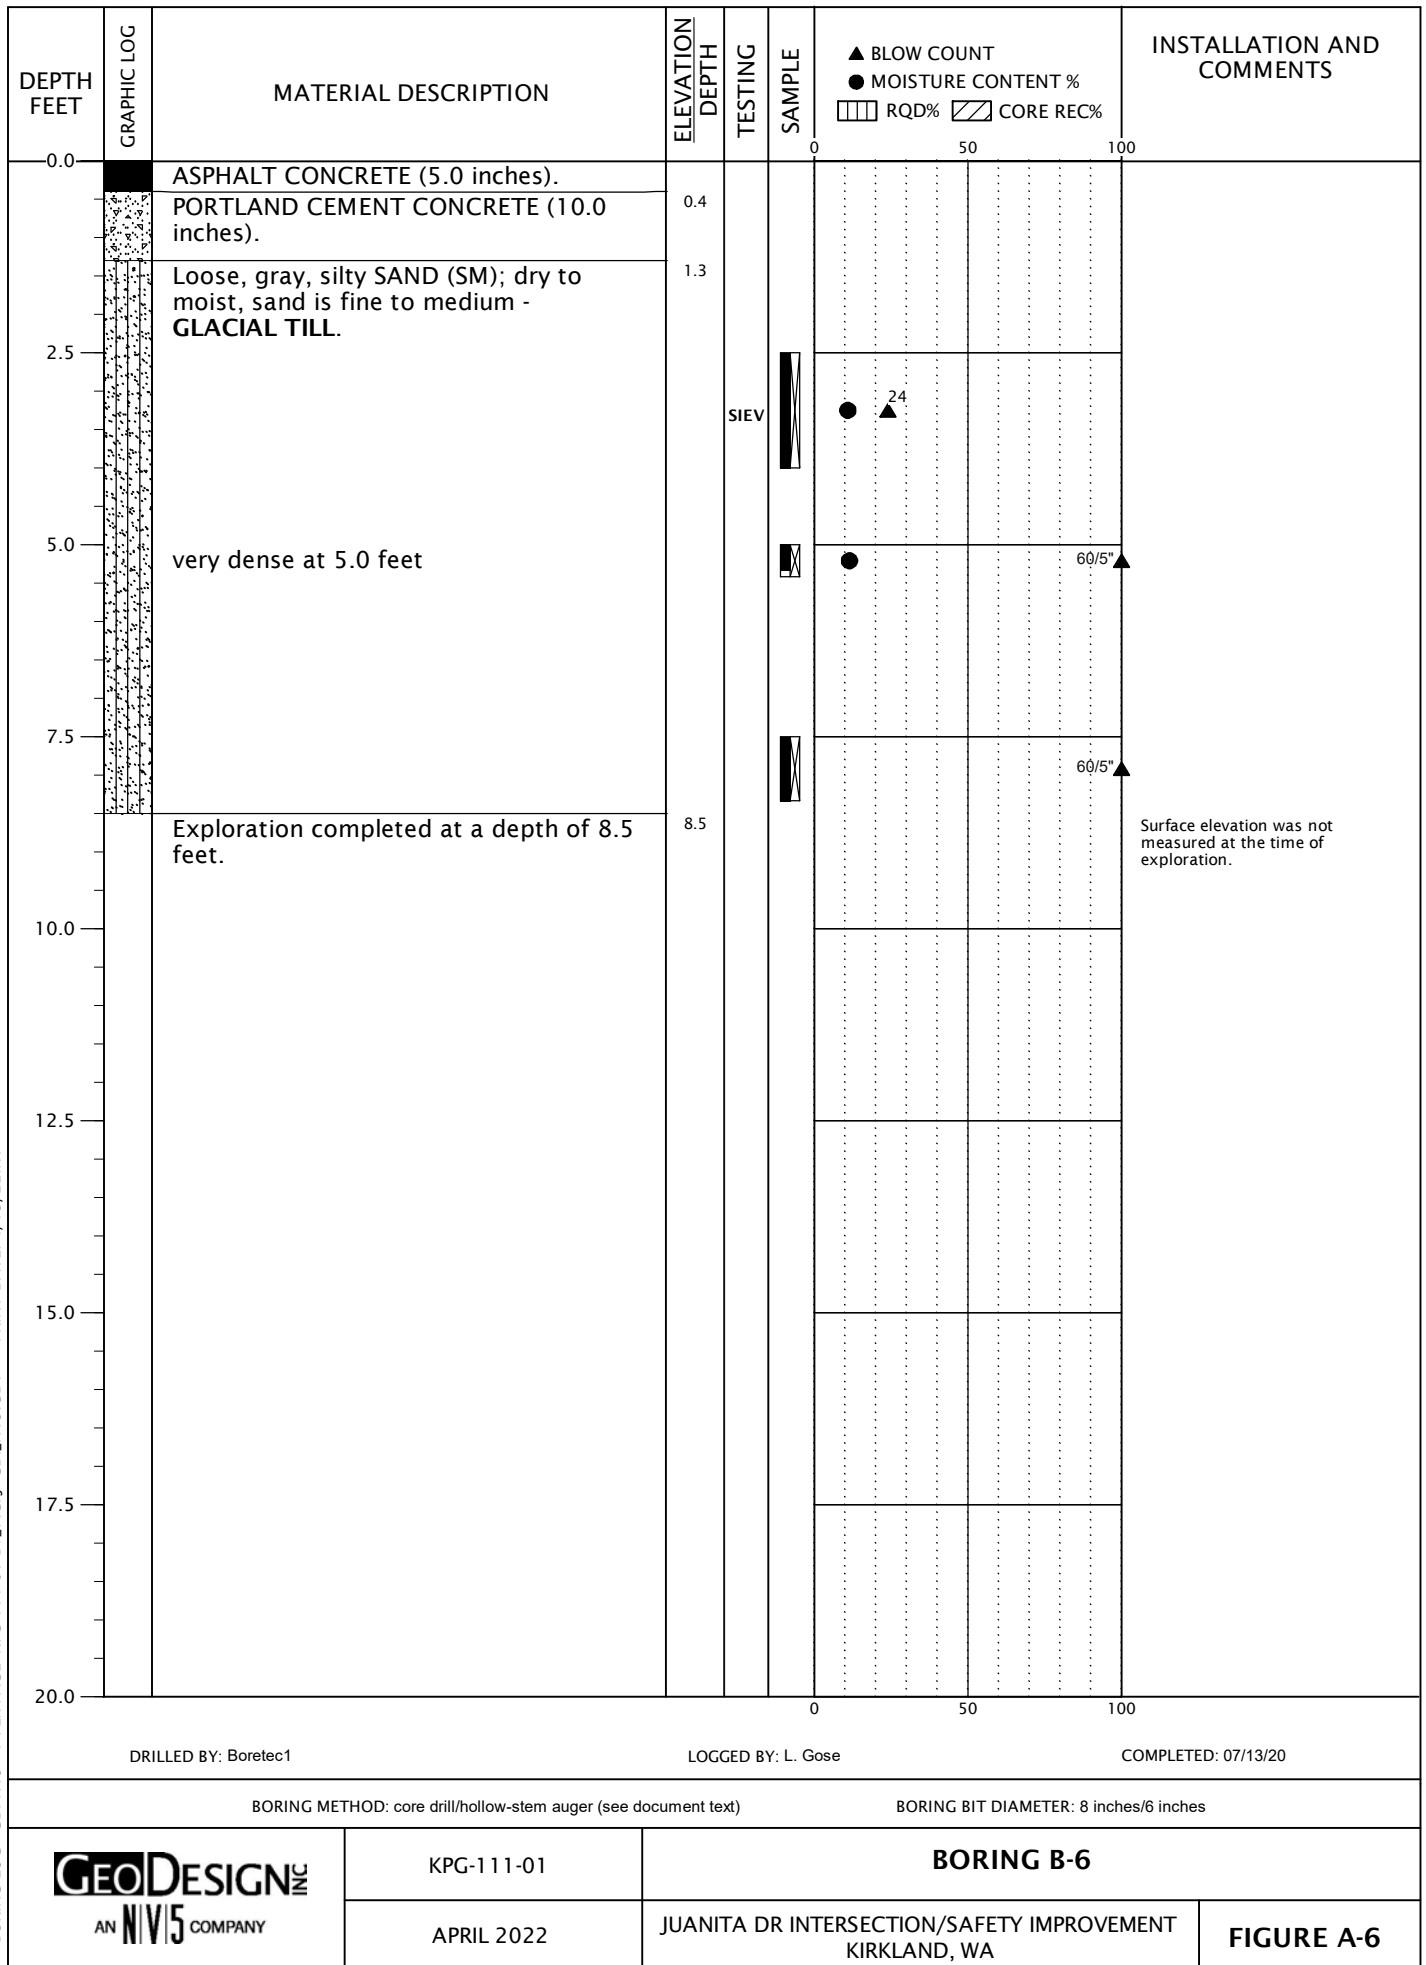 DEPTH
FEET
GRAPHIC LOG
MATERIAL DESCRIPTION
ELEVATION
DEPTH
TESTING
SAMPLE
▲ BLOW COUNT
● MOISTURE CONTENT %
RQD% CORE REC%
INSTALLATION AND
COMMENTS
0 50 100
0.0
ASPHALT CONCRETE (5.0 inches).
0.4
PORTLAND CEMENT CONCRETE (10.0
inches).
1.3
Loose, gray, silty SAND (SM); dry to
moist, sand is fine to medium -
GLACIAL TILL.
2.5
SIEV
24
5.0
very dense at 5.0 feet
60/5"
7.5
60/5"
8.5
Exploration completed at a depth of 8.5
feet.
Surface elevation was not
measured at the time of
exploration.
10.0
12.5
15.0
17.5
20.0
0 50 100
DRILLED BY: Boretec1
LOGGED BY: L. Gose
COMPLETED: 07/13/20
BORING METHOD: core drill/hollow-stem auger (see document text)
BORING BIT DIAMETER: 8 inches/6 inches
GEODESIGN INC
AN N|V|5 COMPANY
KPG-111-01
APRIL 2022
BORING B-6
JUANITA DR INTERSECTION/SAFETY IMPROVEMENT
KIRKLAND, WA
FIGURE A-6